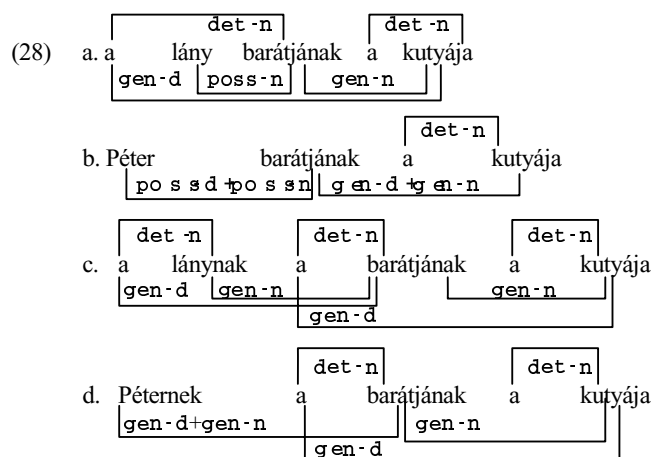 det-n det-n
(28) a. a lány barátjának a kutyája
gen-d poss-n gen-n
det-n
b. Péter barátjának a kutyája
possd+possn gen-d+gen-n
det-n det-n det-n
c. a lánynak a barátjának a kutyája
gen-d gen-n gen-n
gen-d
det-n det-n
d. Péternek a barátjának a kutyája
gen-d+gen-n gen-n
gen-d